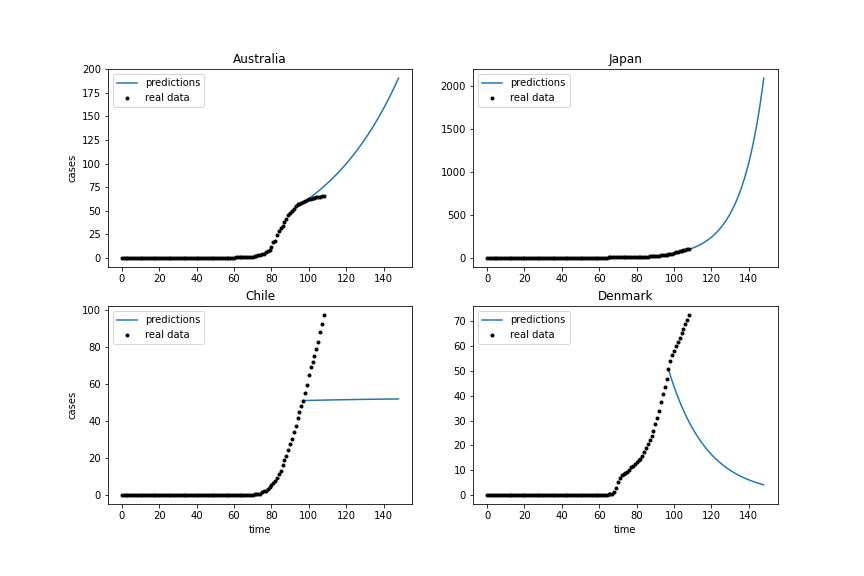 Australia
200
175
150
125
100
75
50
25
0
cases
predictions
real data
0 20 40 60 80 100 120 140
Japan
2000
1500
1000
500
0
predictions
real data
0 20 40 60 80 100 120 140
Chile
100
80
60
40
20
0
cases
predictions
real data
0 20 40 60 80 100 120 140
time
Denmark
70
60
50
40
30
20
10
0
predictions
real data
0 20 40 60 80 100 120 140
time